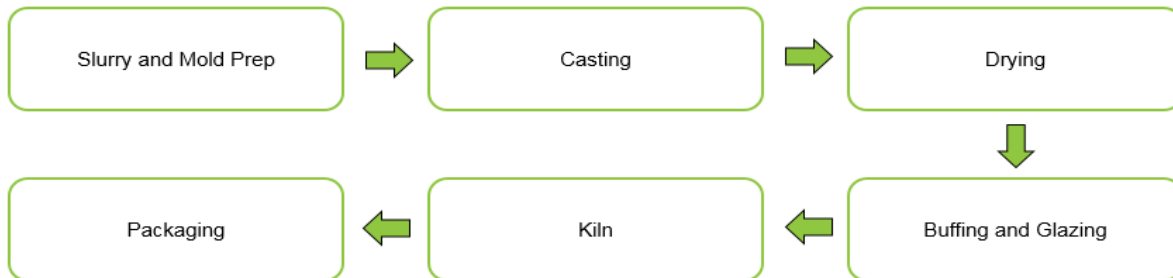 Slurry and Mold Prep
Casting
Drying
Buffing and Glazing
Kiln
Packaging